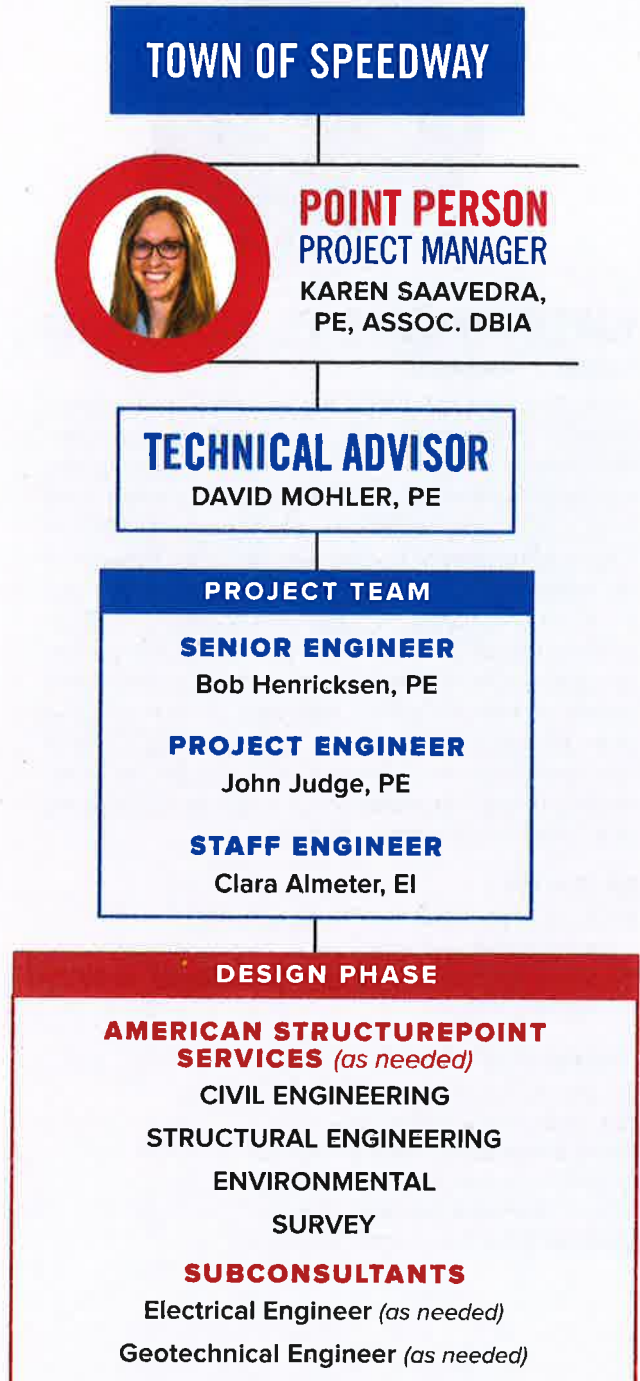 TOWN OF SPEEDWAY
POINT PERSON
PROJECT MANAGER
KAREN SAAVEDRA,
PE, ASSOC. DBIA
TECHNICAL ADVISOR
DAVID MOHLER, PE
PROJECT TEAM
SENIOR ENGINEER
Bob Henricksen, PE
PROJECT ENGINEER
John Judge, PE
STAFF ENGINEER
Clara Almeter, EI
DESIGN PHASE
AMERICAN STRUCTUREPOINT
SERVICES (as needed)
CIVIL ENGINEERING
STRUCTURAL ENGINEERING
ENVIRONMENTAL
SURVEY
SUBCONSULTANTS
Electrical Engineer (as needed)
Geotechnical Engineer (as needed)